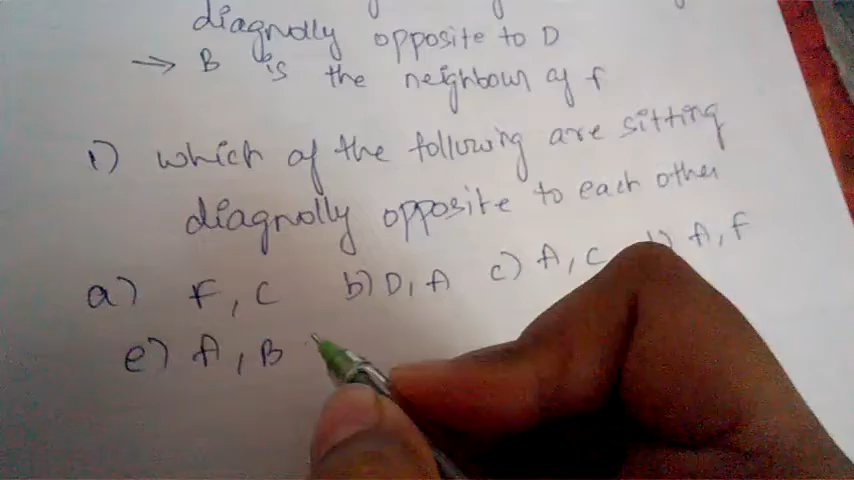 diagnolly opposite to D
→ B is the neighbour of F
1) which of the following are sitting
diagnolly opposite to each other
a) F, C b) D, A c) A, C A, F
e) A, B